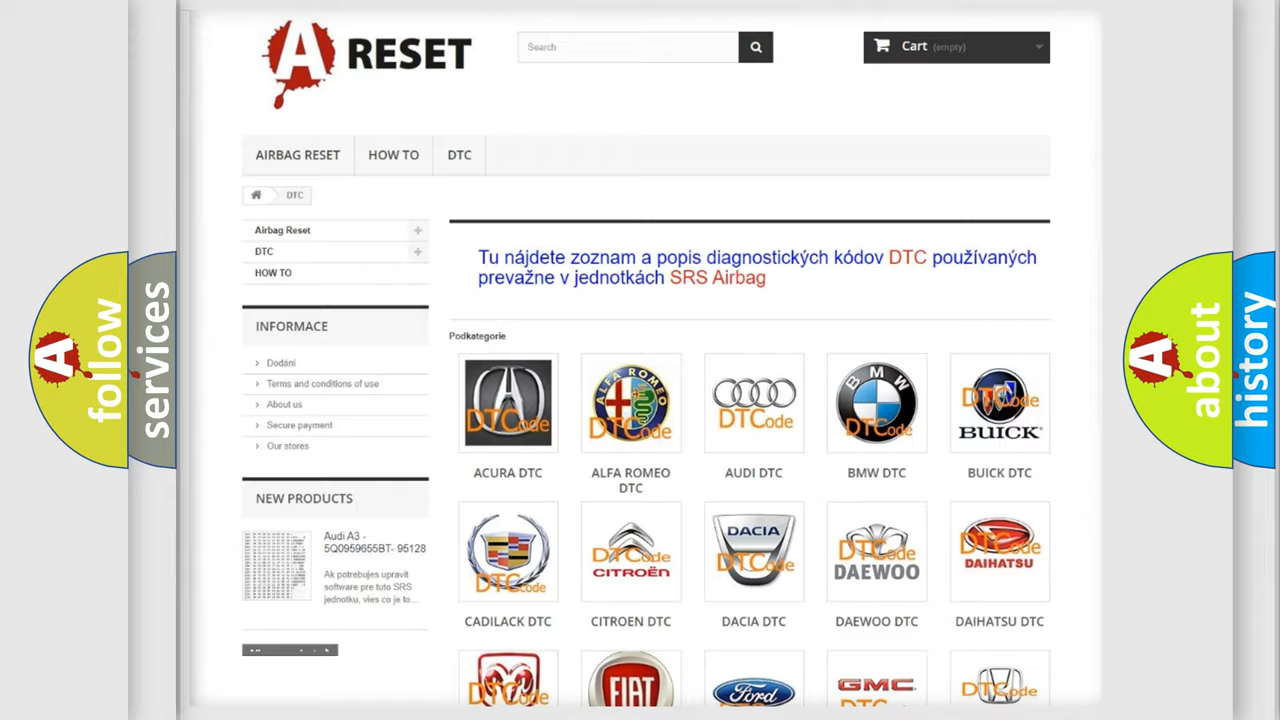 A RESET
Search
Cart (empty)
AIRBAG RESET
HOW TO
DTC
DTC
Airbag Reset
DTC
HOW TO
Tu nájdete zoznam a popis diagnostických kódov DTC používaných
prevažne v jednotkách SRS Airbag
Podkategorie
INFORMACE
Dodání
Terms and conditions of use
About us
Secure payment
Our stores
NEW PRODUCTS
Audi A3 -
5Q0959655BT- 95128
Ak potrebujes upravit
software pre tuto SRS
jednotku, vies co je to...
DTCode
ACURA DTC
ALFA ROMEO
DTCode
ALFA ROMEO
DTC
DTCode
AUDI DTC
BMW
DTCode
BMW DTC
DTCode
BUICK
BUICK DTC
DTCode
CADILACK DTC
DTCode
CITROËN
CITROEN DTC
DACIA
DTCode
DACIA DTC
DTCode
DAEWOO
DAEWOO DTC
DTCode
DAIHATSU
DAIHATSU DTC
DTCode
FIAT
Ford
GMC
DTCode
A follow
services
A about
history